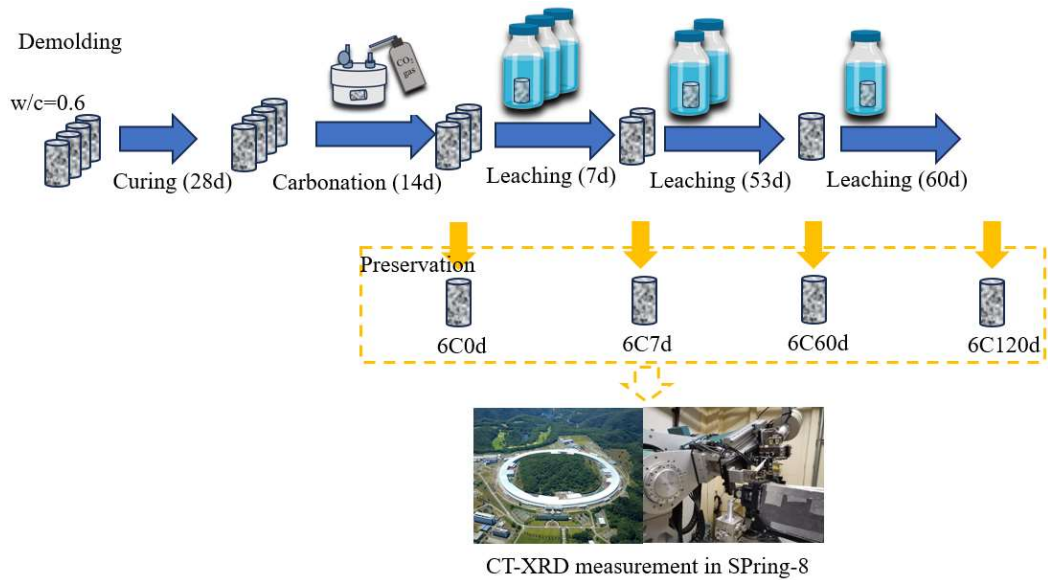 Demolding
w/c=0.6
CO2
gas
Curing (28d)
Carbonation (14d)
Leaching (7d)
Leaching (53d)
Leaching (60d)
Preservation
6C0d
6C7d
6C60d
6C120d
CT-XRD measurement in SPring-8